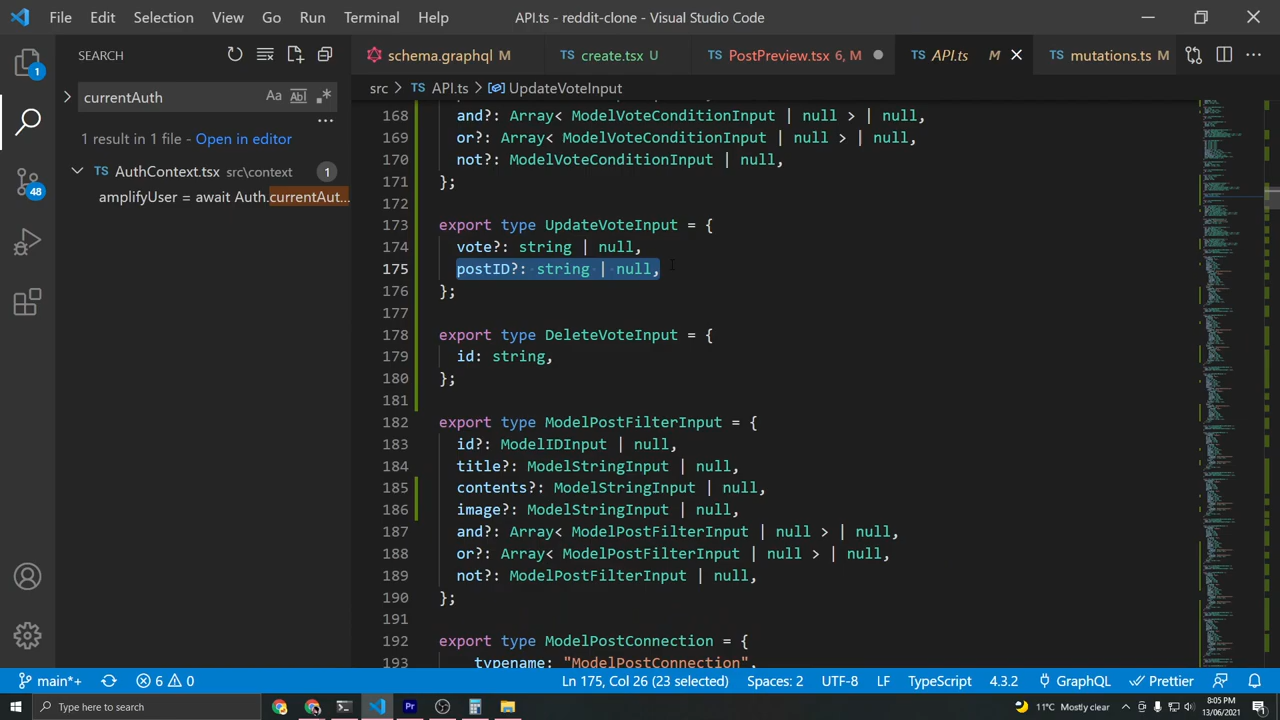 File Edit Selection View Go Run Terminal Help API.ts - reddit-clone - Visual Studio Code
SEARCH
schema.graphql M
create.tsx U
PostPreview.tsx 6, M
API.ts M
mutations.ts M
currentAuth
1 result in 1 file - Open in editor
AuthContext.tsx src\context 1
amplifyUser = await Auth.currentAut...
src > API.ts > UpdateVoteInput
168 and?: Array< ModelVoteConditionInput | null > | null,
169 or?: Array< ModelVoteConditionInput | null > | null,
170 not?: ModelVoteConditionInput | null,
171 };
172
173 export type UpdateVoteInput = {
174 vote?: string | null,
175 postID?: string | null,
176 };
177
178 export type DeleteVoteInput = {
179 id: string,
180 };
181
182 export type ModelPostFilterInput = {
183 id?: ModelIDInput | null,
184 title?: ModelStringInput | null,
185 contents?: ModelStringInput | null,
186 image?: ModelStringInput | null,
187 and?: Array< ModelPostFilterInput | null > | null,
188 or?: Array< ModelPostFilterInput | null > | null,
189 not?: ModelPostFilterInput | null,
190 };
191
192 export type ModelPostConnection = {
193 __typename: "ModelPostConnection"
1
48
main* 6 0 Ln 175, Col 26 (23 selected) Spaces: 2 UTF-8 LF TypeScript 4.3.2 GraphQL Prettier
Type here to search
11°C Mostly clear
8:05 PM
13/06/2021